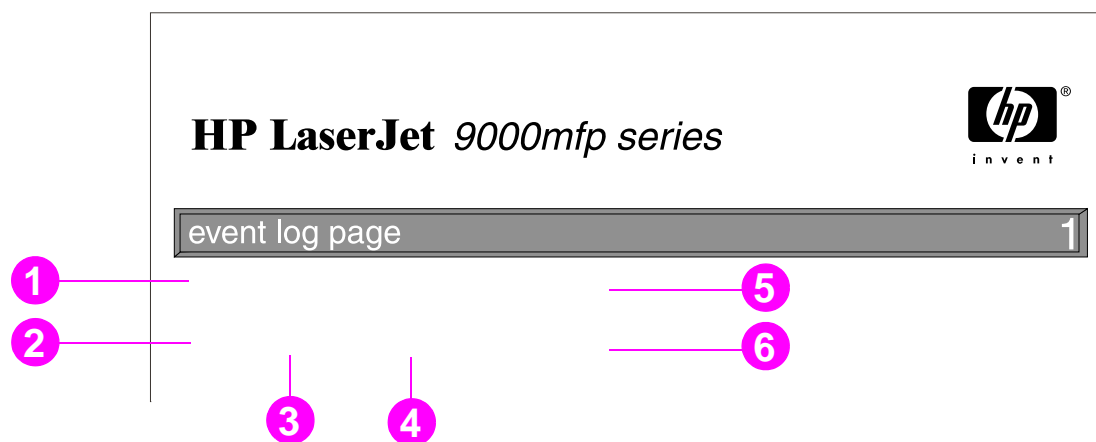 HP LaserJet 9000mfp series
hp®
invent
event log page 1
1
5
2
6
3
4